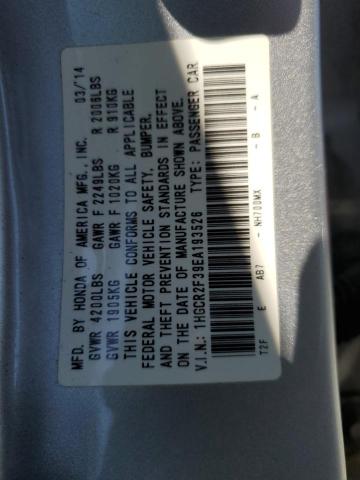 MFD. BY HONDA OF AMERICA MFG., INC. 03/14
GVWR 4200LBS GAWR F 2249LBS R 2006LBS
GVWR 1905KG GAWR F 1020KG R 910KG
THIS VEHICLE CONFORMS TO ALL APPLICABLE
FEDERAL MOTOR VEHICLE SAFETY, BUMPER,
AND THEFT PREVENTION STANDARDS IN EFFECT
ON THE DATE OF MANUFACTURE SHOWN ABOVE.
V.I.N.: 1HGCR2F39EA193526 TYPE: PASSENGER CAR
T2F E AB7 - NH700MX - B - A